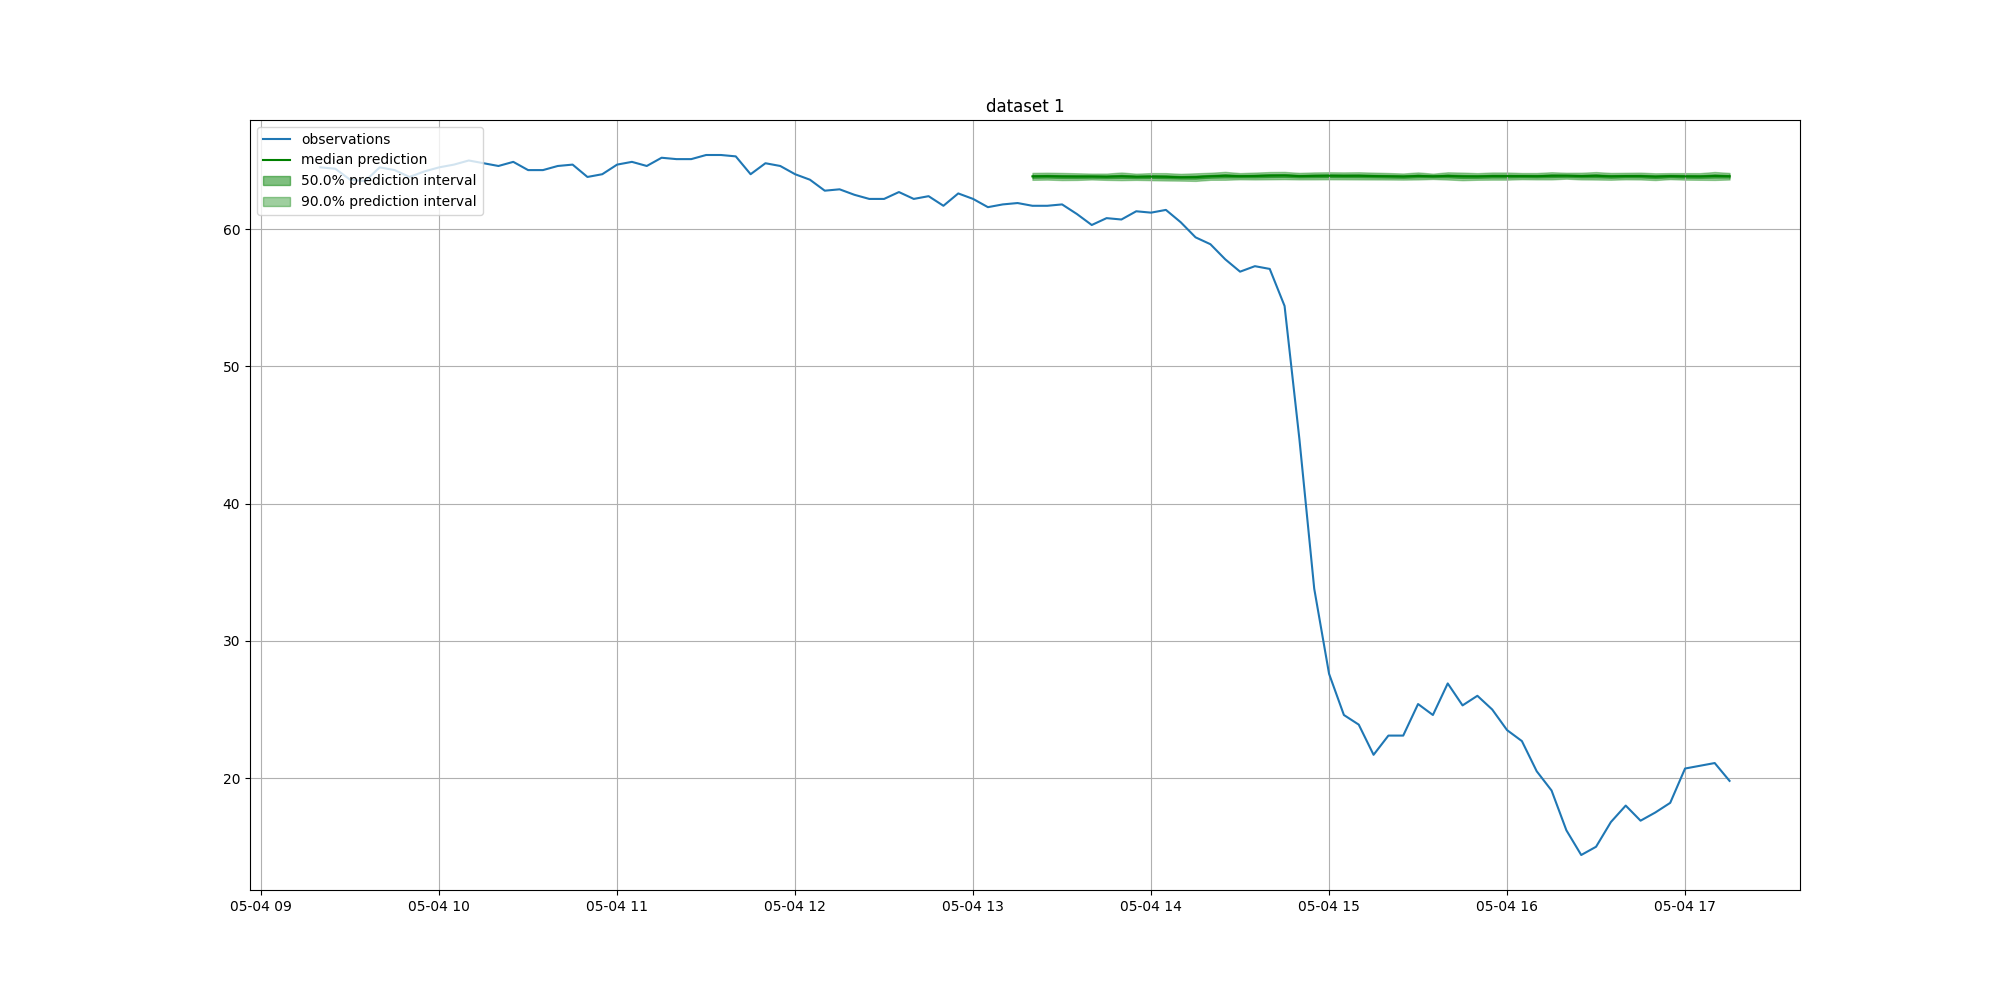 dataset 1
observations
median prediction
50.0% prediction interval
90.0% prediction interval
60
50
40
30
20
05-04 09 05-04 10 05-04 11 05-04 12 05-04 13 05-04 14 05-04 15 05-04 16 05-04 17